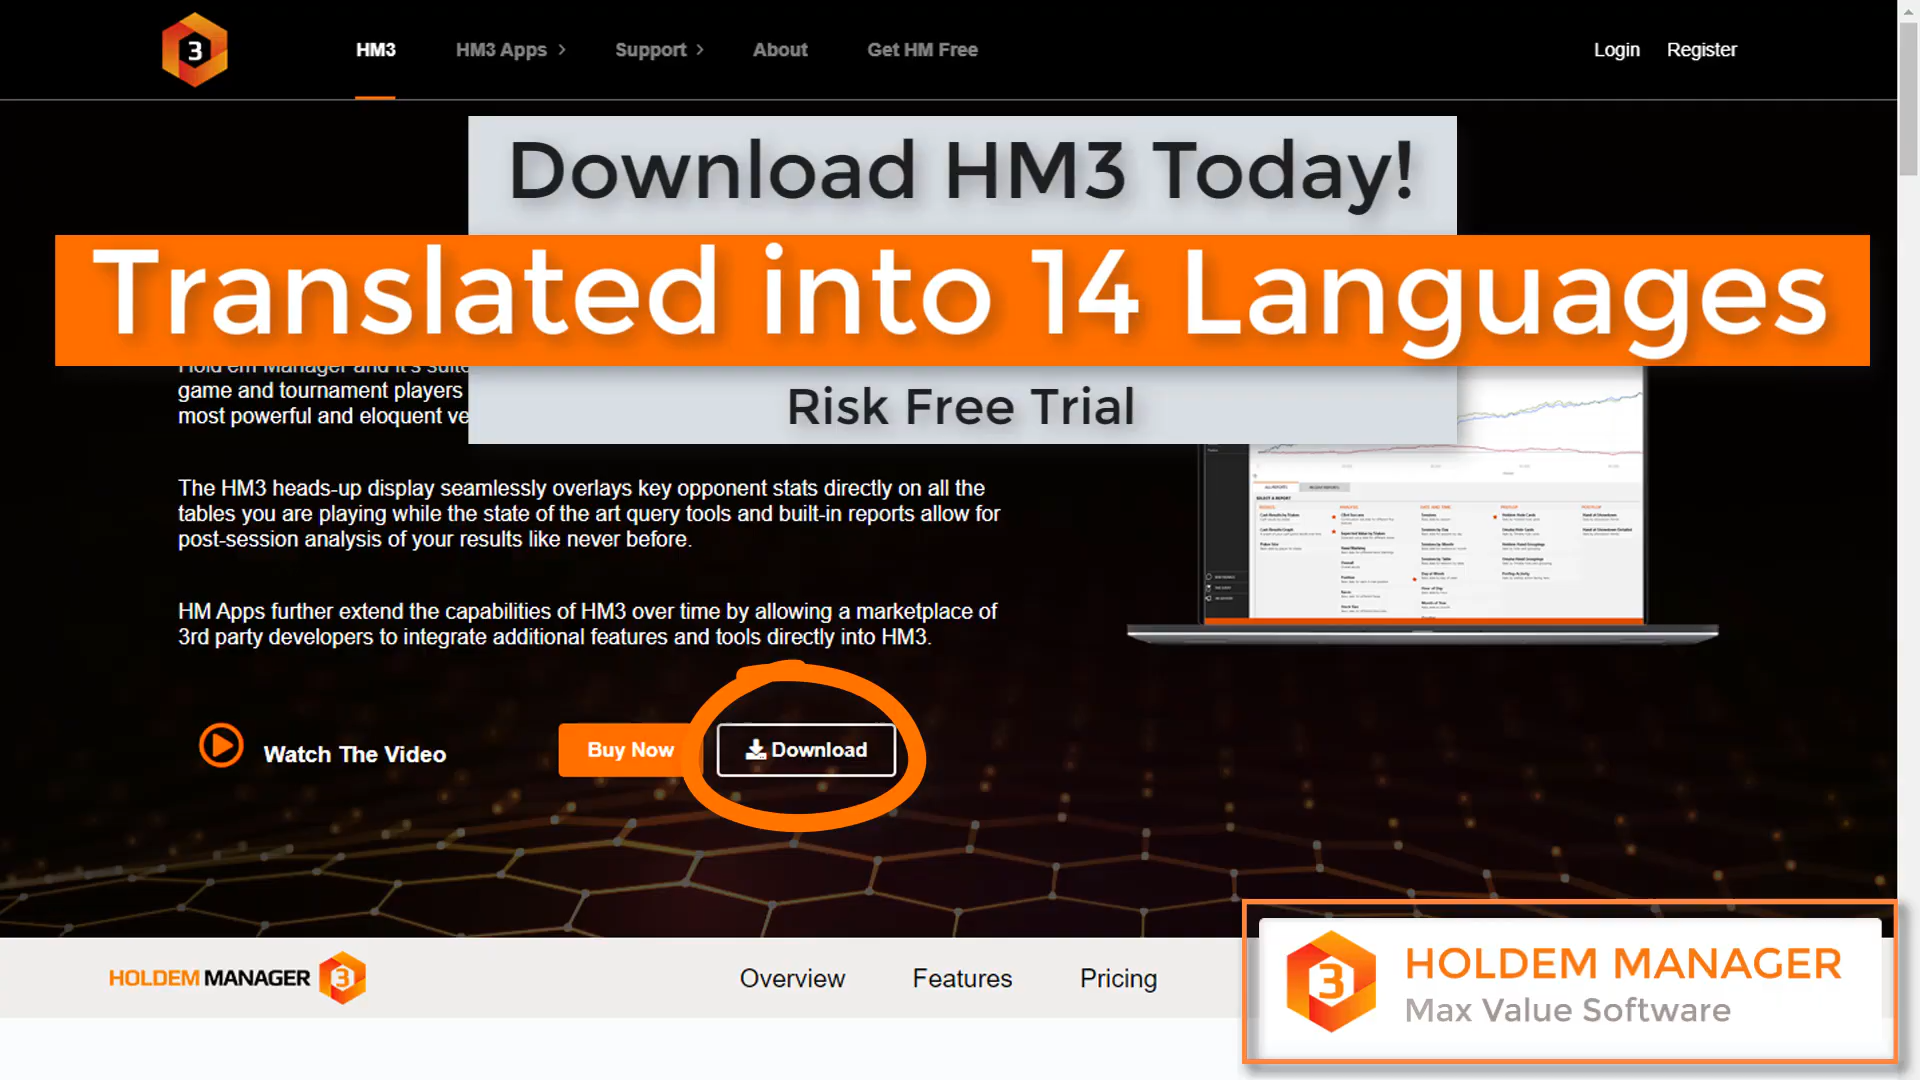 3
HM3
HM3 Apps
Support
About
Get HM Free
Login
Register
Download HM3 Today!
Translated into 14 Languages
Risk Free Trial
game and tournament players
most powerful and eloquent ve
The HM3 heads-up display seamlessly overlays key opponent stats directly on all the
tables you are playing while the state of the art query tools and built-in reports allow for
post-session analysis of your results like never before.
HM Apps further extend the capabilities of HM3 over time by allowing a marketplace of
3rd party developers to integrate additional features and tools directly into HM3.
Watch The Video
Buy Now
Download
HOLDEM MANAGER 3
Overview
Features
Pricing
3
HOLDEM MANAGER
Max Value Software